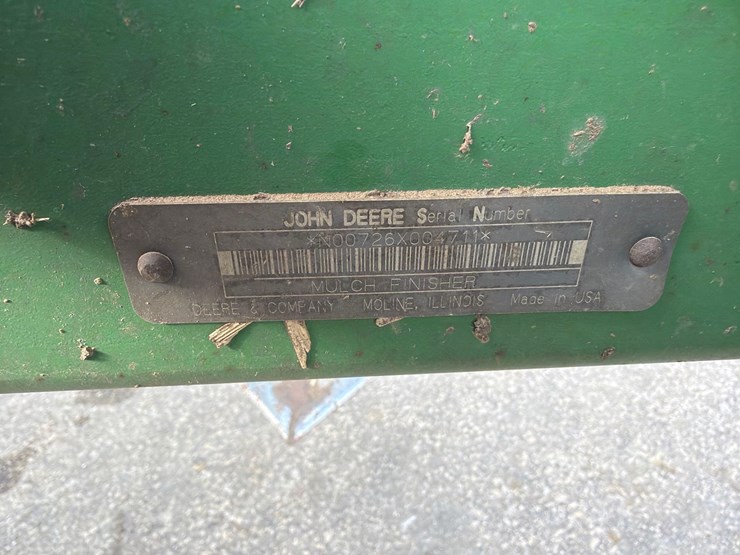 JOHN DEERE Serial Number
*N00726X004711*
MULCH FINISHER
DEERE & COMPANY MOLINE, ILLINOIS Made in USA